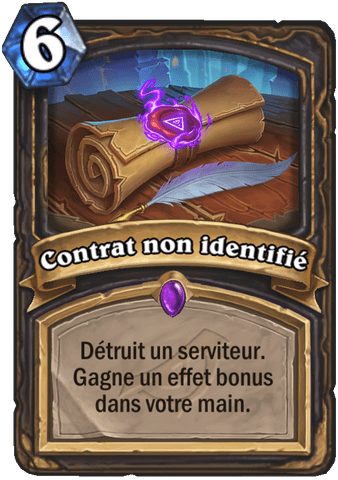 6
Contrat non identifié
Détruit un serviteur.
Gagne un effet bonus
dans votre main.